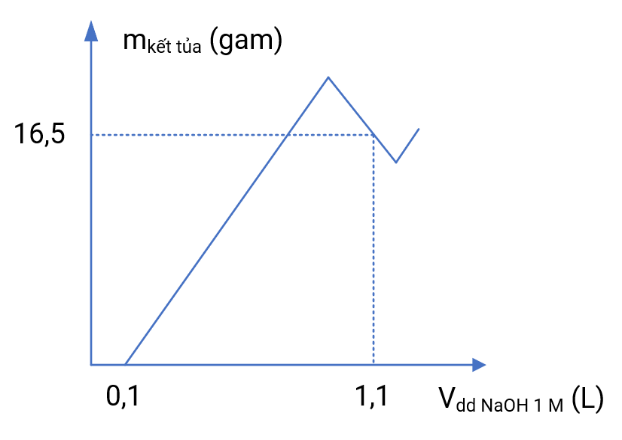 m kết tủa (gam)
16,5
0,1
1,1
V dd NaOH 1 M (L)